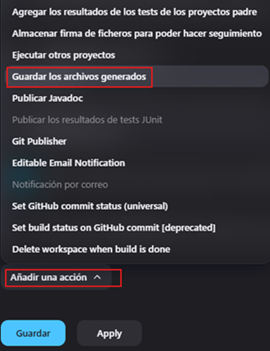 Agregar los resultados de los tests de los proyectos padre
Almacenar firma de ficheros para poder hacer seguimiento
Ejecutar otros proyectos
Guardar los archivos generados
Publicar Javadoc
Publicar los resultados de tests JUnit
Git Publisher
Editable Email Notification
Notificación por correo
Set GitHub commit status (universal)
Set build status on GitHub commit [deprecated]
Delete workspace when build is done
Añadir una acción
Guardar
Apply